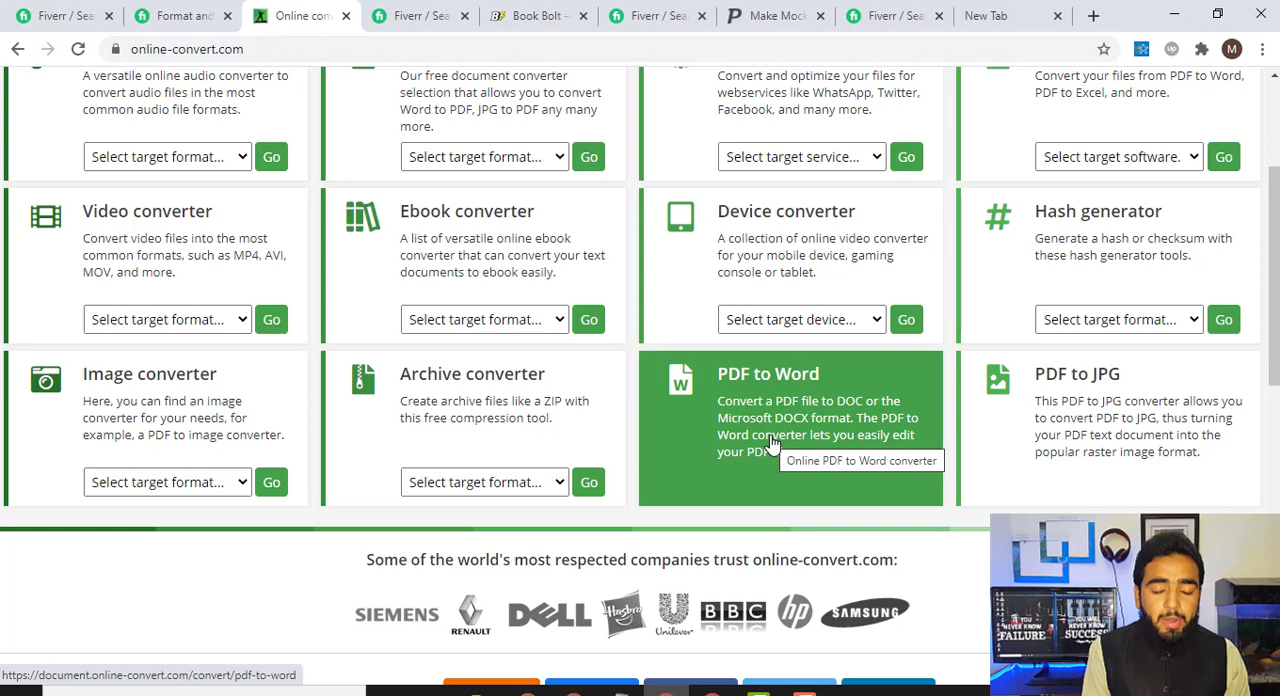 Fiverr / Sea
Format and
Online con
Fiverr / Sea
Book Bolt –
Fiverr / Sea
Make Mock
Fiverr / Sea
New Tab
online-convert.com
Up
M
A versatile online audio converter to
convert audio files in the most
common audio file formats.
Select target format...
Go
Our free document converter
selection that allows you to convert
Word to PDF, JPG to PDF any many
more.
Select target format...
Go
Convert and optimize your files for
webservices like WhatsApp, Twitter,
Facebook, and many more.
Select target service...
Go
Convert your files from PDF to Word,
PDF to Excel, and more.
Select target software.
Go
Video converter
Convert video files into the most
common formats, such as MP4, AVI,
MOV, and more.
Select target format...
Go
Ebook converter
A list of versatile online ebook
converter that can convert your text
documents to ebook easily.
Select target format...
Go
Device converter
A collection of online video converter
for your mobile device, gaming
console or tablet.
Select target device...
Go
Hash generator
Generate a hash or checksum with
these hash generator tools.
Select target format...
Go
Image converter
Here, you can find an image
converter for your needs, for
example, a PDF to image converter.
Select target format...
Go
Archive converter
Create archive files like a ZIP with
this free compression tool.
Select target format...
Go
W
PDF to Word
Convert a PDF file to DOC or the
Microsoft DOCX format. The PDF to
Word converter lets you easily edit
your PD
Online PDF to Word converter
PDF to JPG
This PDF to JPG converter allows you
to convert PDF to JPG, thus turning
your PDF text document into the
popular raster image format.
Some of the world's most respected companies trust online-convert.com:
SIEMENS
RENAULT
DELL
Hasbro
Unilever
BBC
hp
SAMSUNG
YOU NEVER KNOW
FAILURE
YOU NEVER KNOW
SUCCESS
https://document.online-convert.com/convert/pdf-to-word